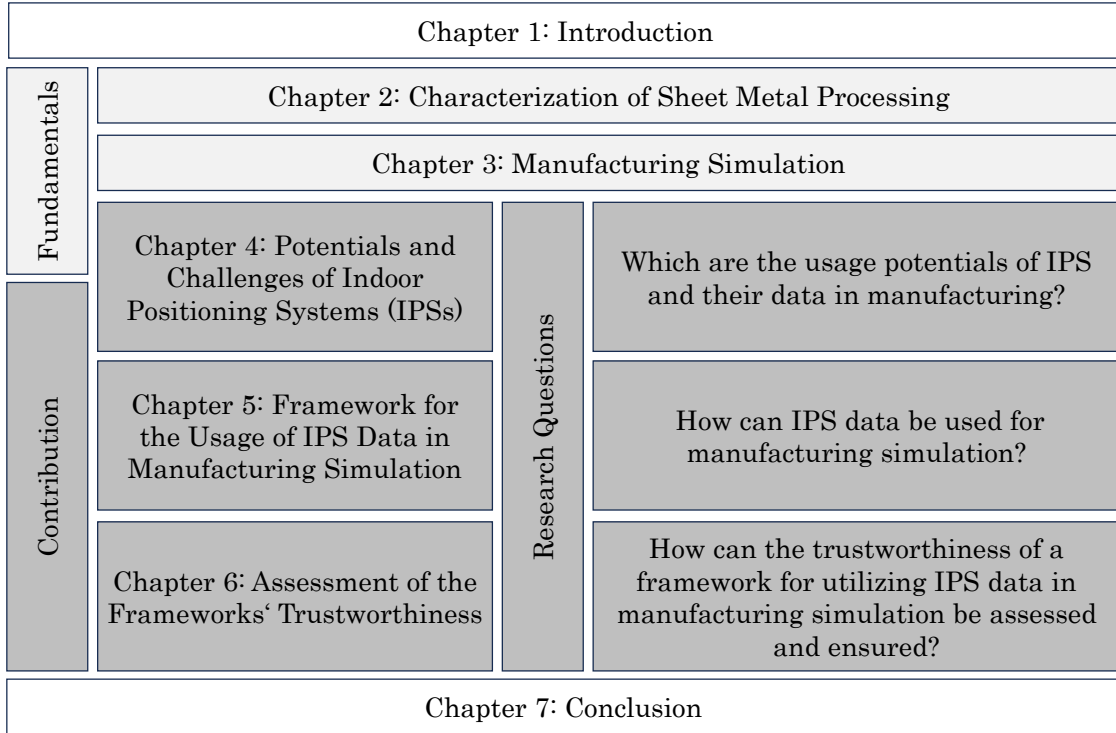 Chapter 1: Introduction
Fundamentals
Chapter 2: Characterization of Sheet Metal Processing
Chapter 3: Manufacturing Simulation
Contribution
Chapter 4: Potentials and
Challenges of Indoor
Positioning Systems (IPSs)
Research Questions
Which are the usage potentials of IPS
and their data in manufacturing?
Chapter 5: Framework for
the Usage of IPS Data in
Manufacturing Simulation
How can IPS data be used for
manufacturing simulation?
Chapter 6: Assessment of the
Frameworks‘ Trustworthiness
How can the trustworthiness of a
framework for utilizing IPS data in
manufacturing simulation be assessed
and ensured?
Chapter 7: Conclusion